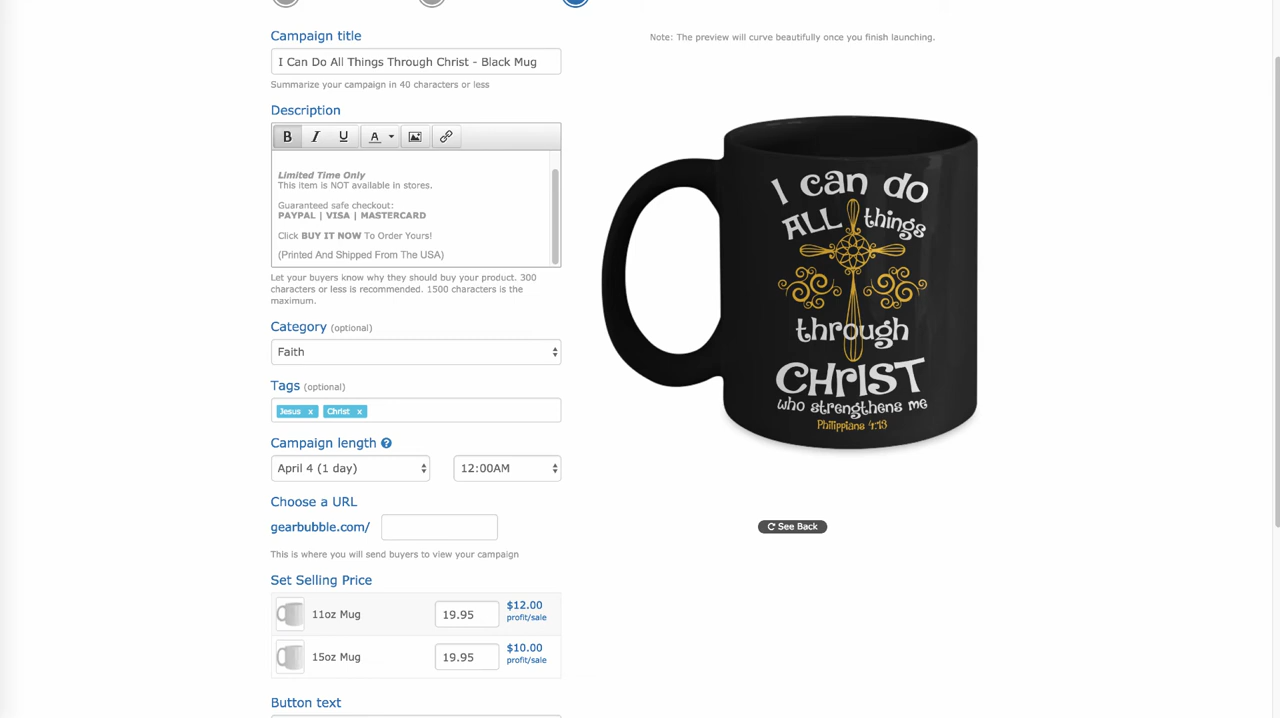 Campaign title
I Can Do All Things Through Christ - Black Mug
Summarize your campaign in 40 characters or less
Description
B I U A
Limited Time Only
This item is NOT available in stores.
Guaranteed safe checkout:
PAYPAL | VISA | MASTERCARD
Click BUY IT NOW To Order Yours!
(Printed And Shipped From The USA)
Let your buyers know why they should buy your product. 300
characters or less is recommended. 1500 characters is the
maximum.
Category (optional)
Faith
Tags (optional)
Jesus x Christ x
Campaign length ?
April 4 (1 day) 12:00AM
Choose a URL
gearbubble.com/
This is where you will send buyers to view your campaign
Set Selling Price
11oz Mug 19.95 $12.00
profit/sale
15oz Mug 19.95 $10.00
profit/sale
Button text
Note: The preview will curve beautifully once you finish launching.
I can do
ALL things
through
CHrIST
who strengthens me
Philippians 4:13
See Back